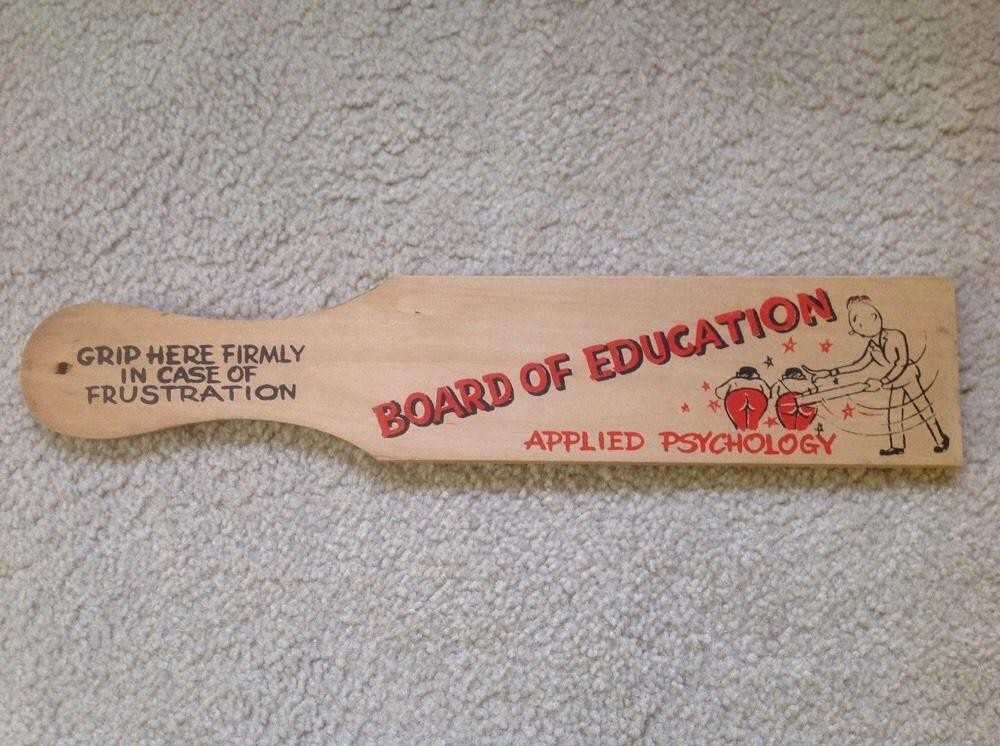 GRIP HERE FIRMLY
IN CASE OF
FRUSTRATION
BOARD OF EDUCATION
APPLIED PSYCHOLOGY